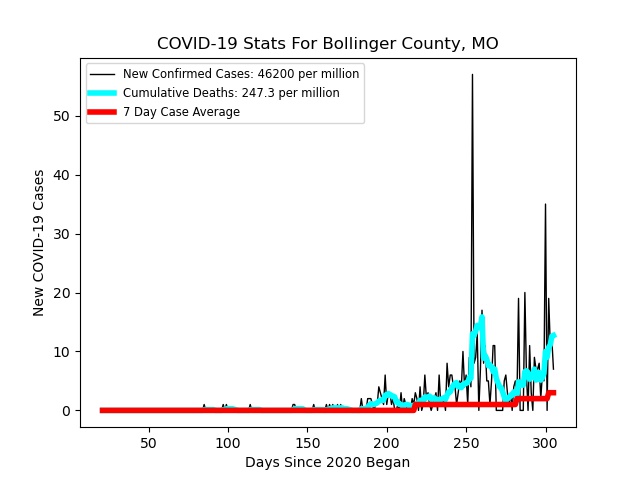 COVID-19 Stats For Bollinger County, MO
New Confirmed Cases: 46200 per million
Cumulative Deaths: 247.3 per million
7 Day Case Average
New COVID-19 Cases
50
40
30
20
10
0
50 100 150 200 250 300
Days Since 2020 Began